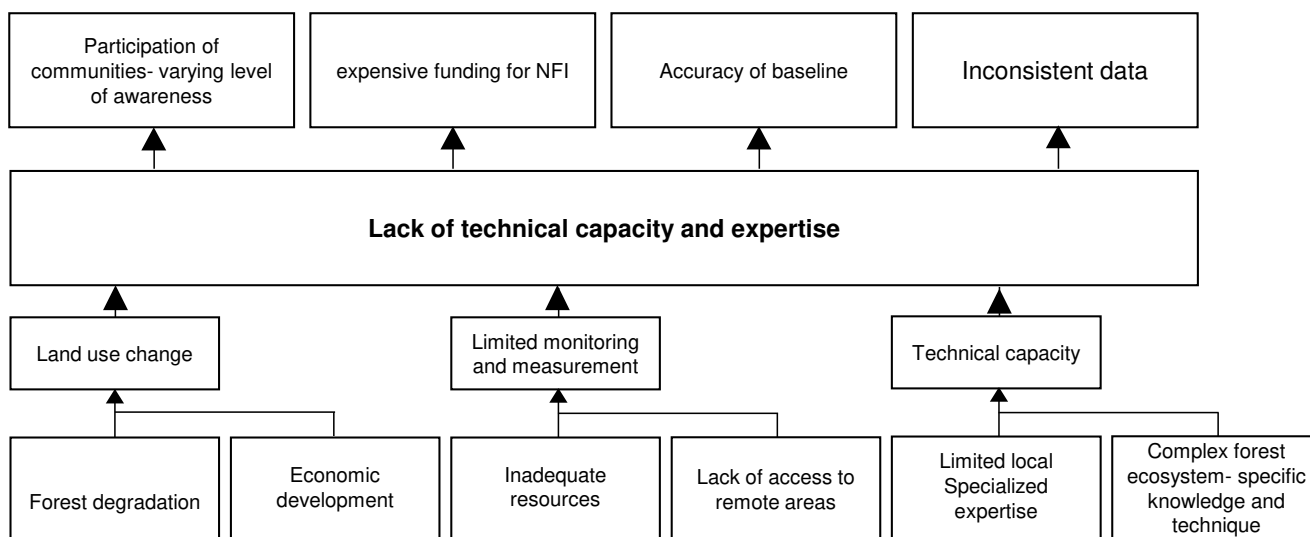 Participation of
communities- varying level
of awareness
expensive funding for NFI
Accuracy of baseline
Inconsistent data
Lack of technical capacity and expertise
Land use change
Limited monitoring
and measurement
Technical capacity
Forest degradation
Economic
development
Inadequate
resources
Lack of access to
remote areas
Limited local
Specialized
expertise
Complex forest
ecosystem- specific
knowledge and
technique